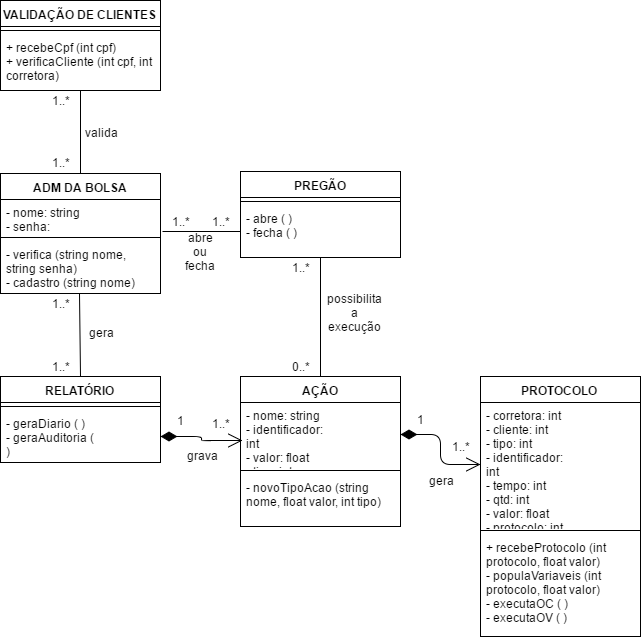 VALIDAÇÃO DE CLIENTES
+ recebeCpf (int cpf)
+ verificaCliente (int cpf, int
corretora)
1..*
valida
1..*
ADM DA BOLSA
- nome: string
- senha:
- verifica (string nome,
string senha)
- cadastro (string nome)
1..*
1..*
abre
ou
fecha
PREGÃO
- abre ( )
- fecha ( )
1..*
gera
1..*
1..*
possibilita
a
execução
0..*
RELATÓRIO
- geraDiario ( )
- geraAuditoria (
)
1
1..*
grava
AÇÃO
- nome: string
- identificador:
int
- valor: float
- novoTipoAcao (string
nome, float valor, int tipo)
1
1..*
gera
PROTOCOLO
- corretora: int
- cliente: int
- tipo: int
- identificador:
int
- tempo: int
- qtd: int
- valor: float
- protocolo: int
+ recebeProtocolo (int
protocolo, float valor)
- populaVariaveis (int
protocolo, float valor)
- executaOC ( )
- executaOV ( )